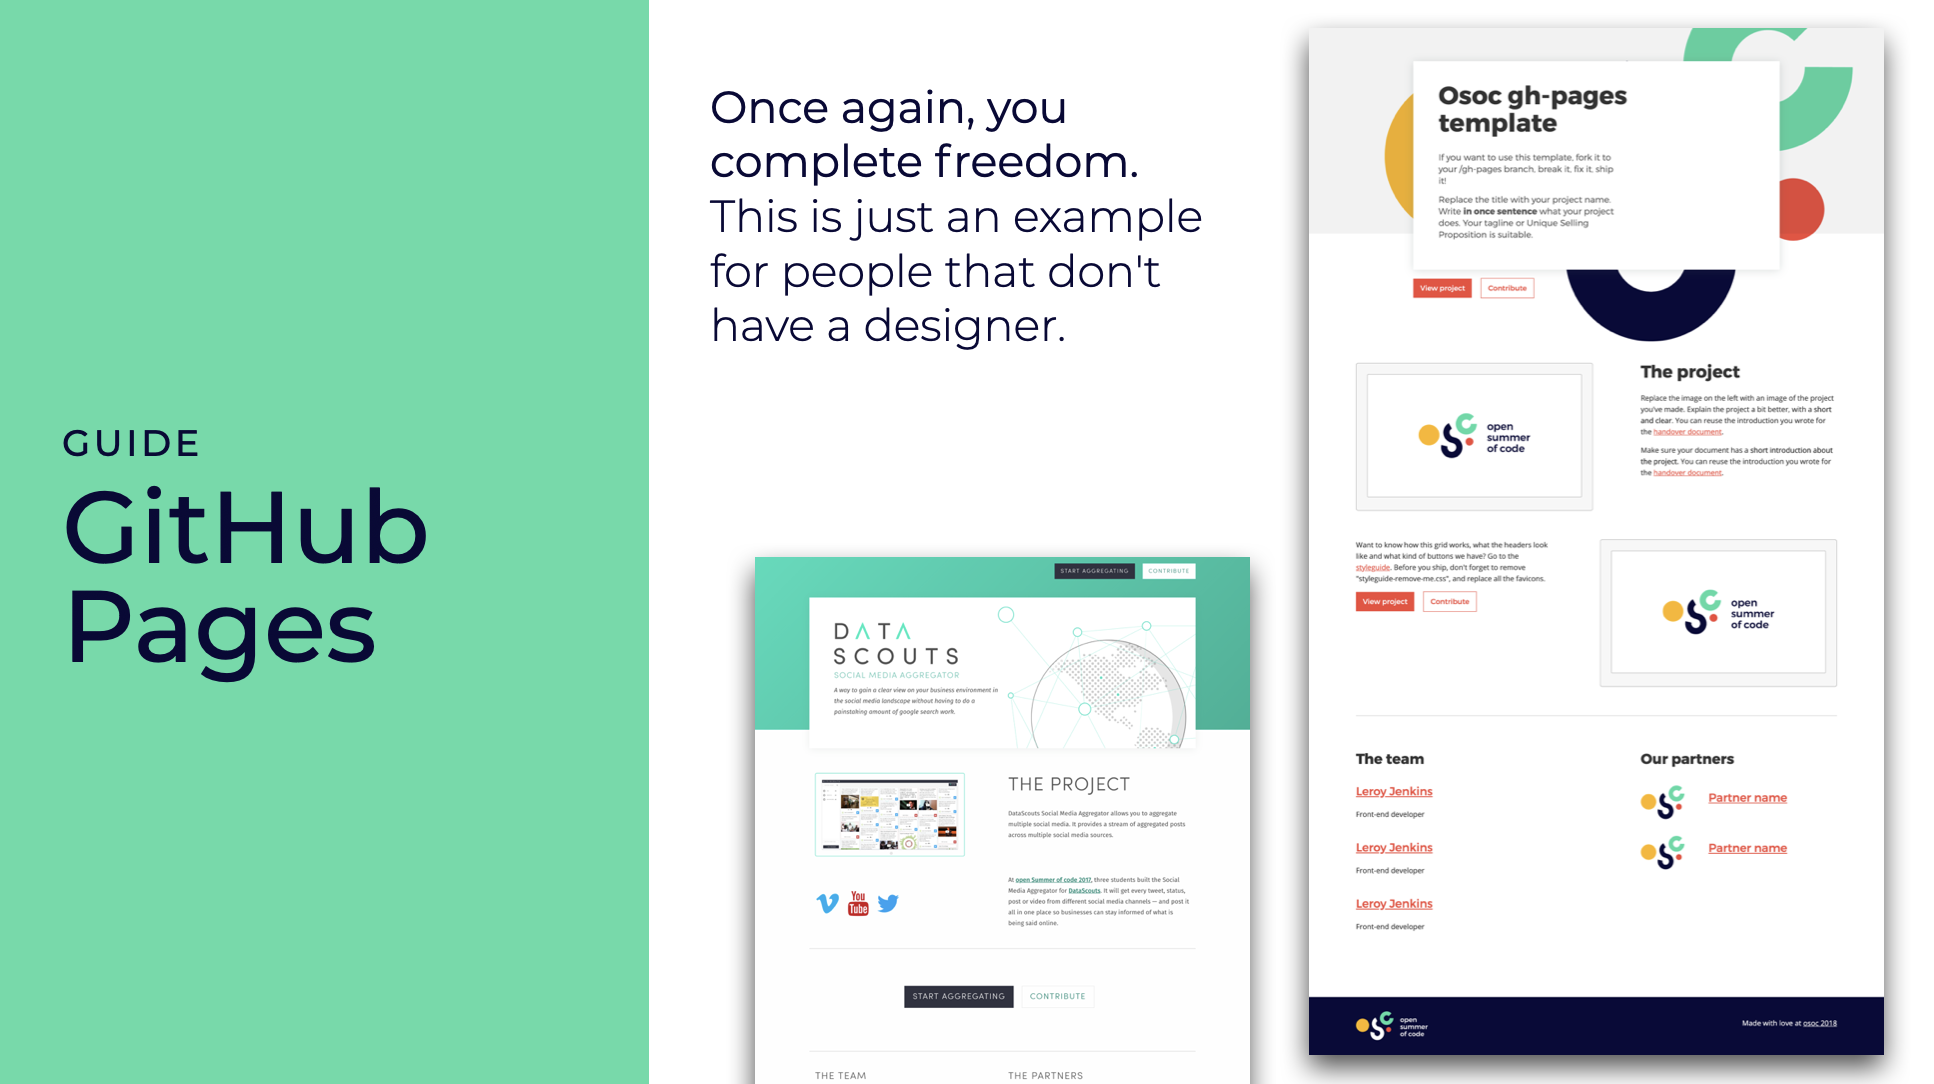 GUIDE
GitHub
Pages
Once again, you
complete freedom.
This is just an example
for people that don't
have a designer.
START AGGREGATING
CONTRIBUTE
DATA
SCOUTS
SOCIAL MEDIA AGGREGATOR
A way to gain a clear view on your business environment in
the social media landscape without having to do a
painstaking amount of google search work.
THE PROJECT
DataScouts Social Media Aggregator allows you to aggregate
multiple social media. It provides a stream of aggregated posts
across multiple social media sources.
You
Tube
At open Summer of code 2017, three students built the Social
Media Aggregator for DataScouts. It will get every tweet, status,
post or video from different social media channels — and post it
all in one place so businesses can stay informed of what is
being said online.
START AGGREGATING
CONTRIBUTE
THE TEAM
THE PARTNERS
Osoc gh-pages
template
If you want to use this template, fork it to
your /gh-pages branch, break it, fix it, ship
it!
Replace the title with your project name.
Write in once sentence what your project
does. Your tagline or Unique Selling
Proposition is suitable.
View project
Contribute
open
summer
of code
The project
Replace the image on the left with an image of the project
you've made. Explain the project a bit better, with a short
and clear. You can reuse the introduction you wrote for
the handover document.
Make sure your document has a short introduction about
the project. You can reuse the introduction you wrote for
the handover document.
Want to know how this grid works, what the headers look
like and what kind of buttons we have? Go to the
styleguide. Before you ship, don't forget to remove
"styleguide-remove-me.css", and replace all the favicons.
View project
Contribute
open
summer
of code
The team
Leroy Jenkins
Front-end developer
Leroy Jenkins
Front-end developer
Leroy Jenkins
Front-end developer
Our partners
Partner name
Partner name
open
summer
of code
Made with love at osoc 2018